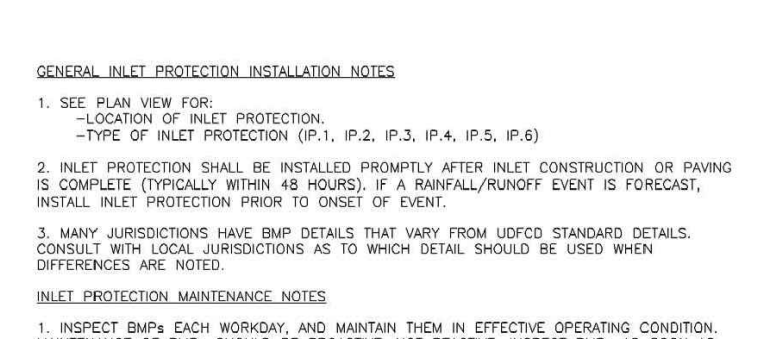 GENERAL INLET PROTECTION INSTALLATION NOTES
1. SEE PLAN VIEW FOR:
-LOCATION OF INLET PROTECTION.
-TYPE OF INLET PROTECTION (IP.1, IP.2, IP.3, IP.4, IP.5, IP.6)
2. INLET PROTECTION SHALL BE INSTALLED PROMPTLY AFTER INLET CONSTRUCTION OR PAVING
IS COMPLETE (TYPICALLY WITHIN 48 HOURS). IF A RAINFALL/RUNOFF EVENT IS FORECAST,
INSTALL INLET PROTECTION PRIOR TO ONSET OF EVENT.
3. MANY JURISDICTIONS HAVE BMP DETAILS THAT VARY FROM UDFCD STANDARD DETAILS.
CONSULT WITH LOCAL JURISDICTIONS AS TO WHICH DETAIL SHOULD BE USED WHEN
DIFFERENCES ARE NOTED.
INLET PROTECTION MAINTENANCE NOTES
1. INSPECT BMPs EACH WORKDAY, AND MAINTAIN THEM IN EFFECTIVE OPERATING CONDITION.